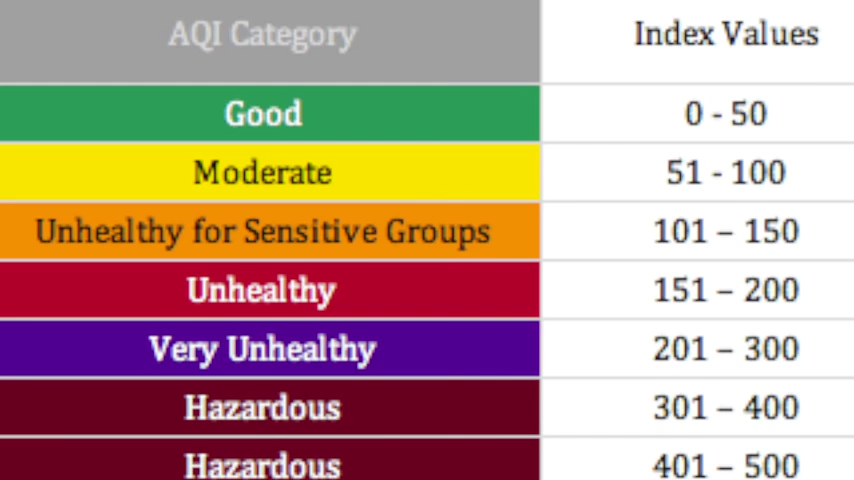 AQI Category Index Values
Good 0 - 50
Moderate 51 - 100
Unhealthy for Sensitive Groups 101 – 150
Unhealthy 151 – 200
Very Unhealthy 201 – 300
Hazardous 301 – 400
Hazardous 401 – 500